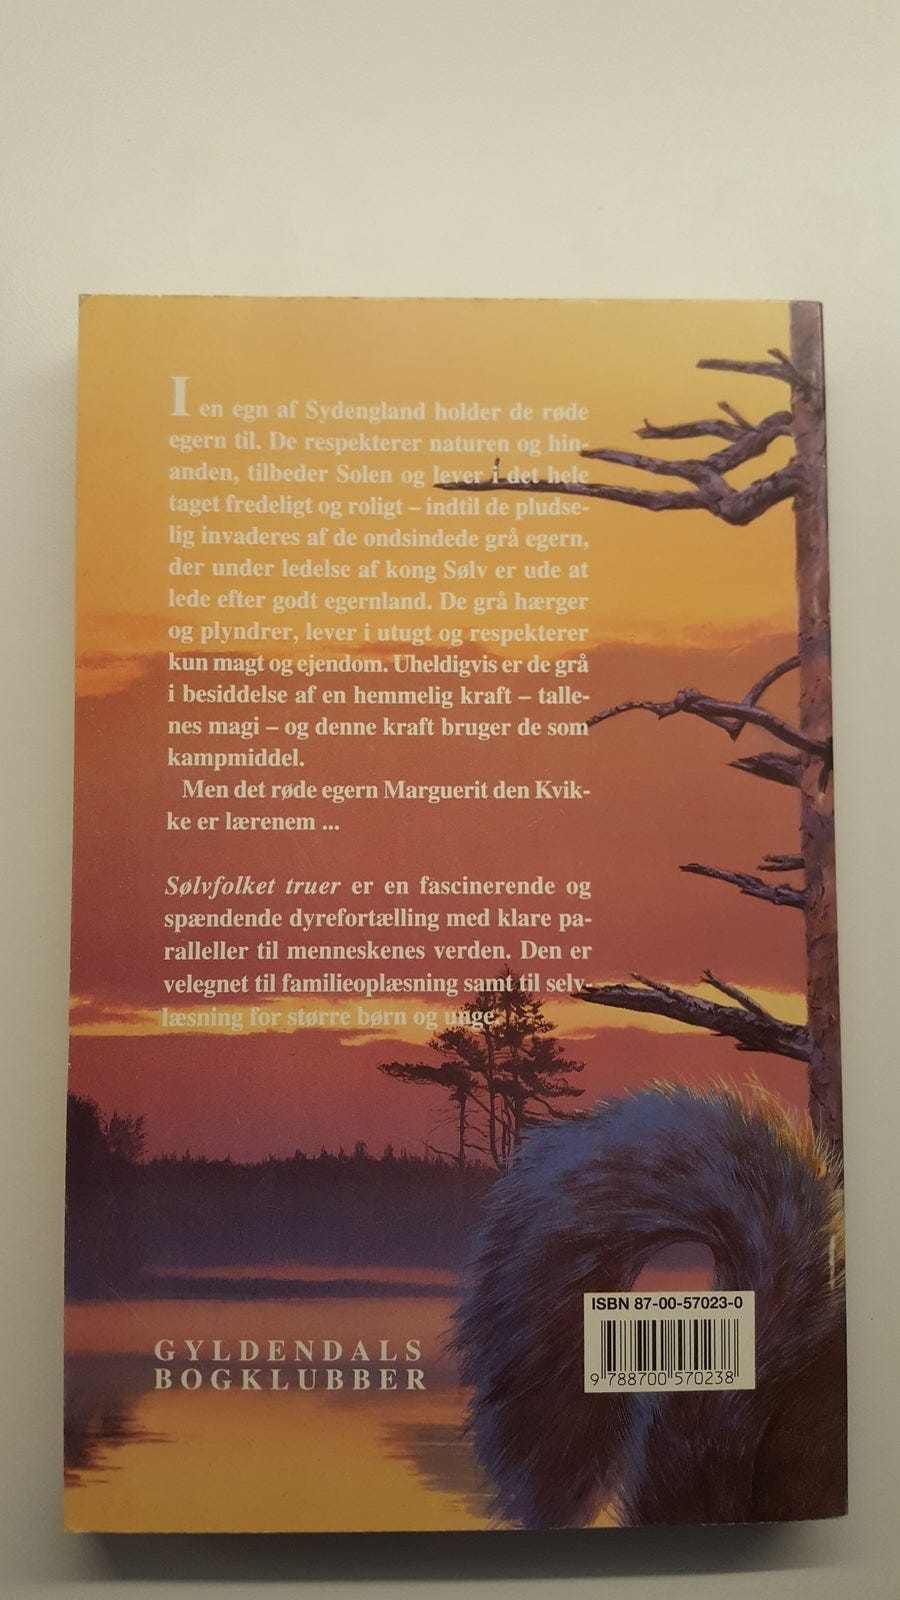 I en egn af Sydengland holder de røde
egern til. De respekterer naturen og hin-
anden, tilbeder Solen og lever i det hele
taget fredeligt og roligt – indtil de pludse-
lig invaderes af de ondsindede grå egern,
der under ledelse af kong Sølv er ude at
lede efter godt egernland. De grå hærger
og plyndrer, lever i utugt og respekterer
kun magt og ejendom. Uheldigvis er de grå
i besiddelse af en hemmelig kraft – talle-
nes magi – og denne kraft bruger de som
kampmiddel.
Men det røde egern Marguerit den Kvik-
ke er lærenem ...
Sølvfolket truer er en fascinerende og
spændende dyrefortælling med klare pa-
ralleller til menneskenes verden. Den er
velegnet til familieoplæsning samt til selv-
læsning for større børn og unge.
GYLDENDALS
BOGKLUBBER
ISBN 87-00-57023-0
9 788700 570238